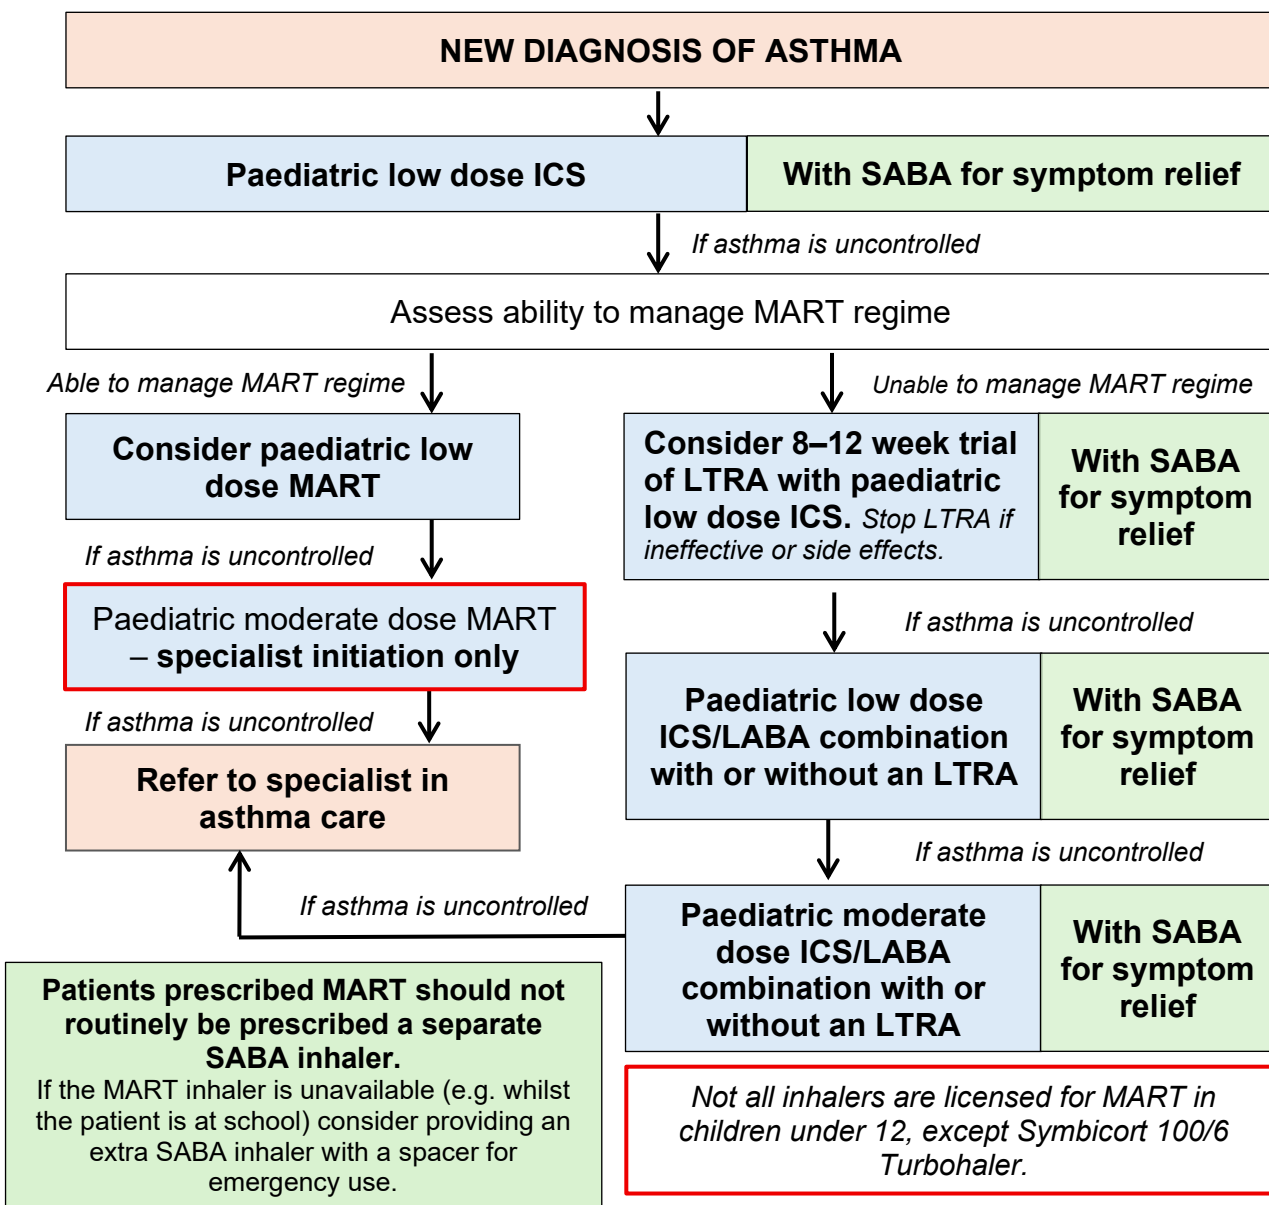 NEW DIAGNOSIS OF ASTHMA
Paediatric low dose ICS
With SABA for symptom relief
If asthma is uncontrolled
Assess ability to manage MART regime
Able to manage MART regime
Consider paediatric low
dose MART
If asthma is uncontrolled
Paediatric moderate dose MART
– specialist initiation only
If asthma is uncontrolled
Refer to specialist in
asthma care
Unable to manage MART regime
Consider 8–12 week trial
of LTRA with paediatric
low dose ICS. Stop LTRA if
ineffective or side effects.
With SABA
for symptom
relief
If asthma is uncontrolled
Paediatric low dose
ICS/LABA combination
with or without an LTRA
With SABA
for symptom
relief
If asthma is uncontrolled
Paediatric moderate
dose ICS/LABA
combination with or
without an LTRA
With SABA
for symptom
relief
If asthma is uncontrolled
Patients prescribed MART should not
routinely be prescribed a separate
SABA inhaler.
If the MART inhaler is unavailable (e.g. whilst
the patient is at school) consider providing an
extra SABA inhaler with a spacer for
emergency use.
Not all inhalers are licensed for MART in
children under 12, except Symbicort 100/6
Turbohaler.